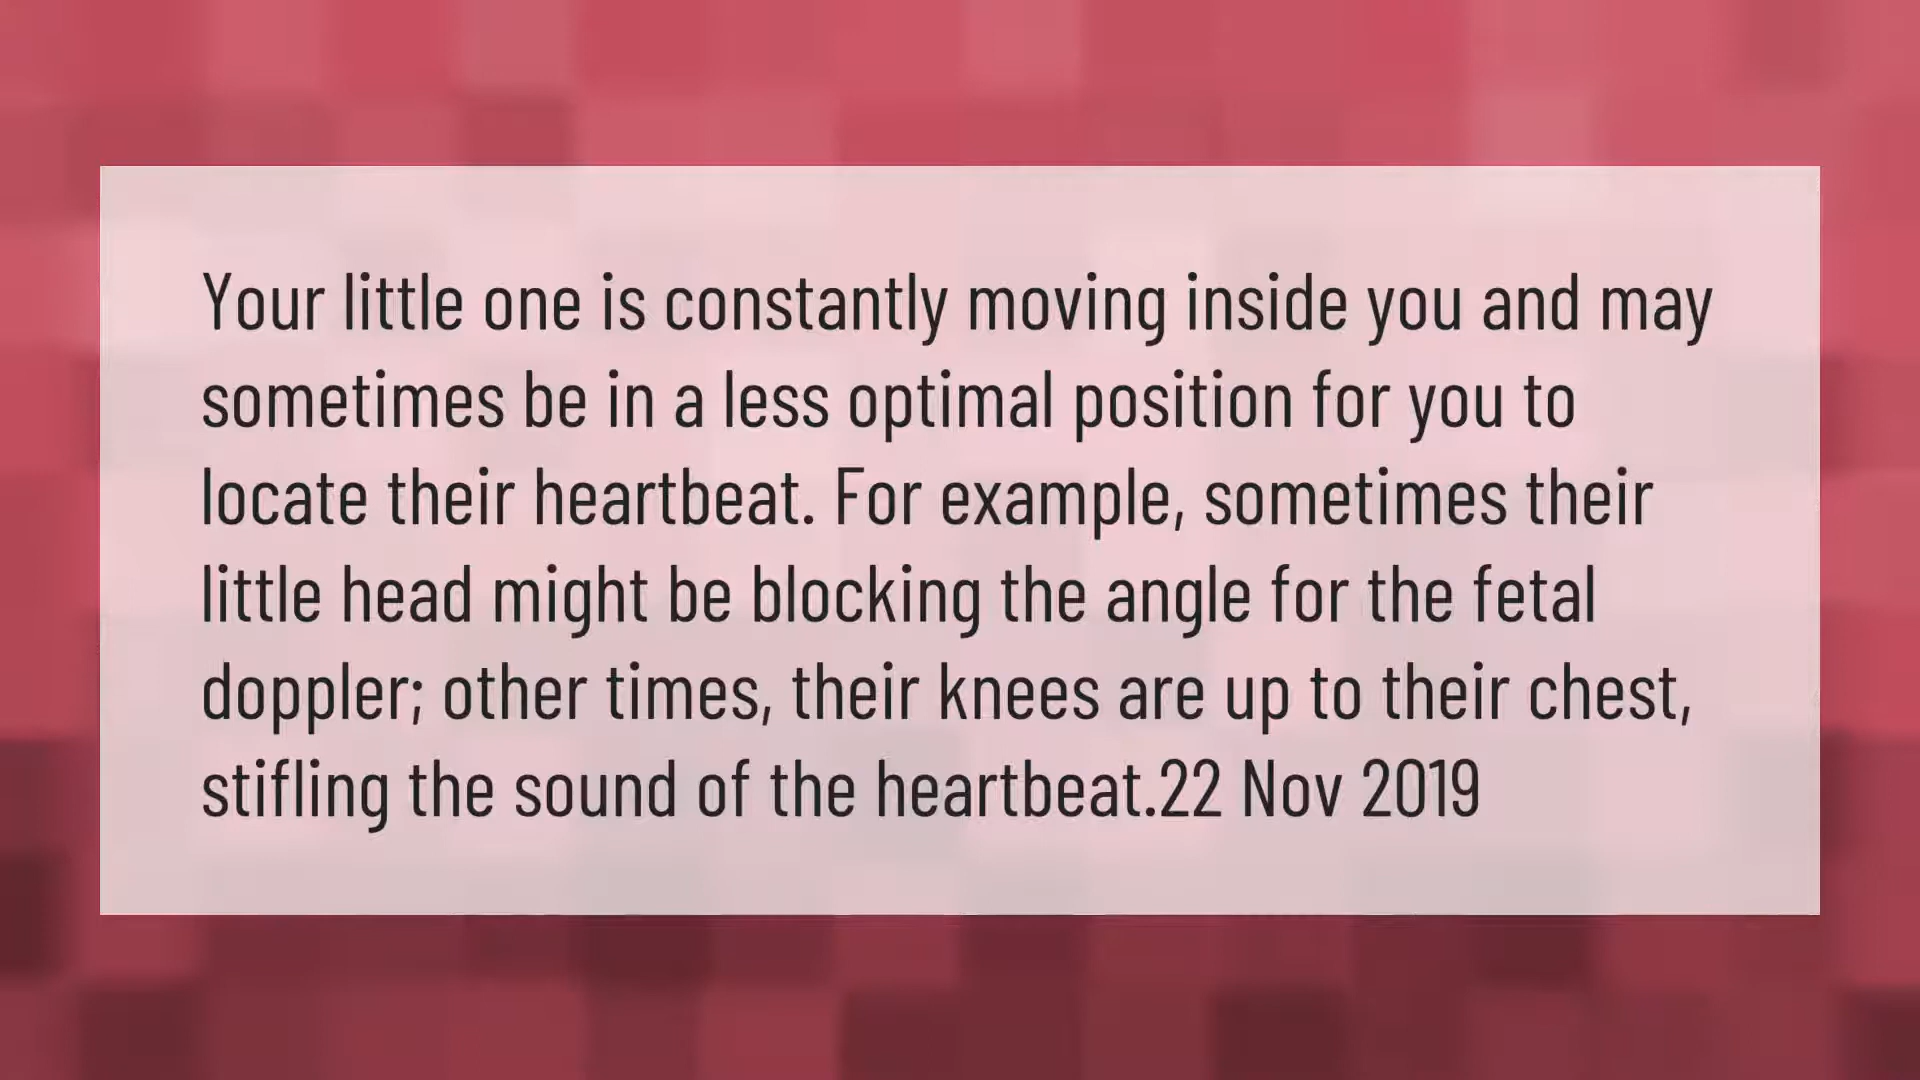 Your little one is constantly moving inside you and may
sometimes be in a less optimal position for you to
locate their heartbeat. For example, sometimes their
little head might be blocking the angle for the fetal
doppler; other times, their knees are up to their chest,
stifling the sound of the heartbeat.22 Nov 2019